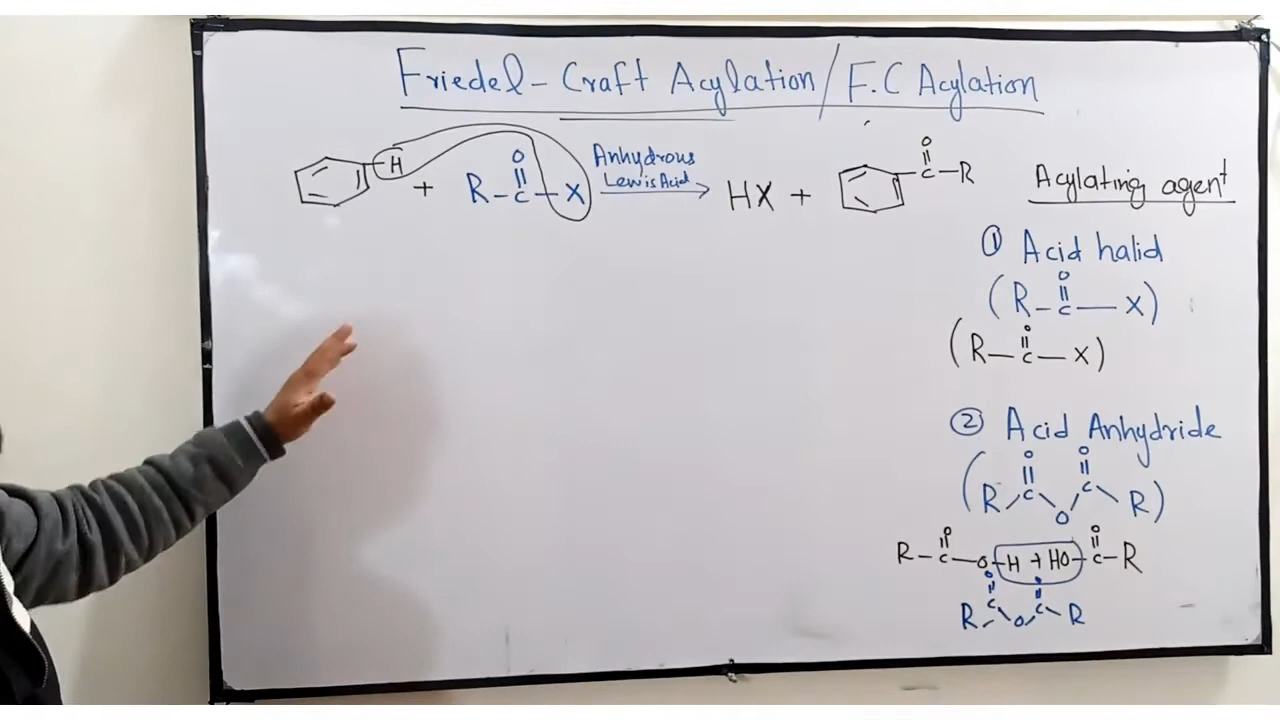 Friedel-Craft Acylation/F.C Acylation
H + R-C-X Anhydrous Lewis Acid HX + C-R
O
O
Acylating agent
① Acid halid
O
(R-C-X)
O
(R-C-X)
② Acid Anhydride
O O
(R C O C R)
O O
R-C-O-H + HO-C-R
O O
R C O C R